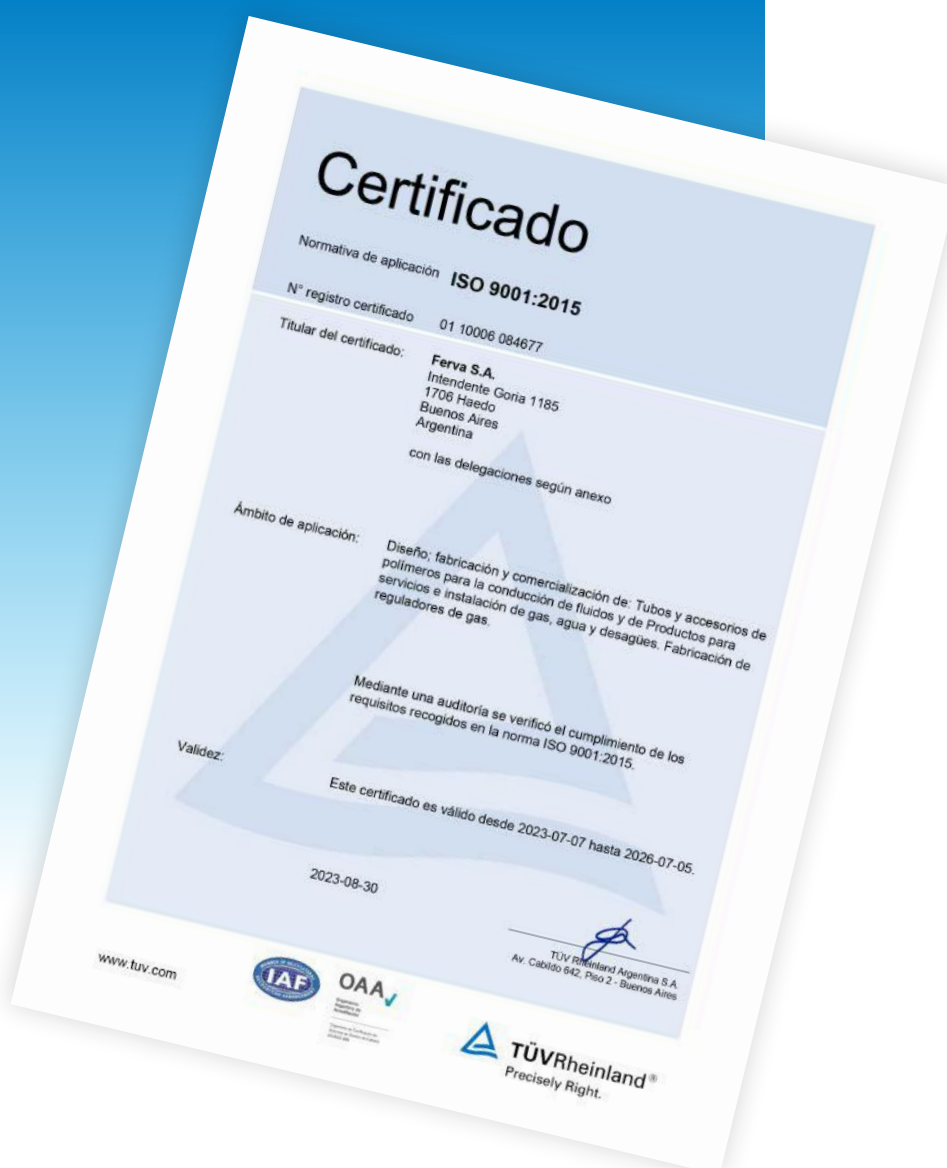 Certificado
Normativa de aplicación ISO 9001:2015
N° registro certificado 01 10006 084677
Titular del certificado:
Ferva S.A.
Intendente Goria 1185
1706 Haedo
Buenos Aires
Argentina
con las delegaciones según anexo
Ámbito de aplicación:
Diseño; fabricación y comercialización de: Tubos y accesorios de
polímeros para la conducción de fluidos y de Productos para
servicios e instalación de gas, agua y desagües. Fabricación de
reguladores de gas.
Mediante una auditoría se verificó el cumplimiento de los
requisitos recogidos en la norma ISO 9001:2015.
Validez:
Este certificado es válido desde 2023-07-07 hasta 2026-07-05.
2023-08-30
TÜV Rheinland Argentina S.A.
Av. Cabildo 642, Piso 2 - Buenos Aires
www.tuv.com
IAF
OAA
TÜVRheinland®
Precisely Right.